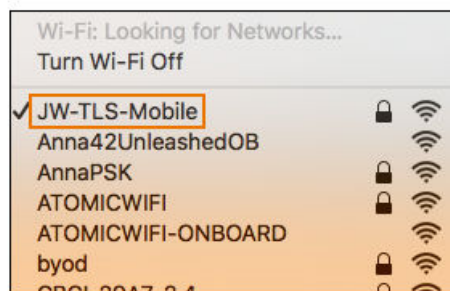 Wi-Fi: Looking for Networks...
Turn Wi-Fi Off
JW-TLS-Mobile
Anna42UnleashedOB
AnnaPSK
ATOMICWIFI
ATOMICWIFI-ONBOARD
byod